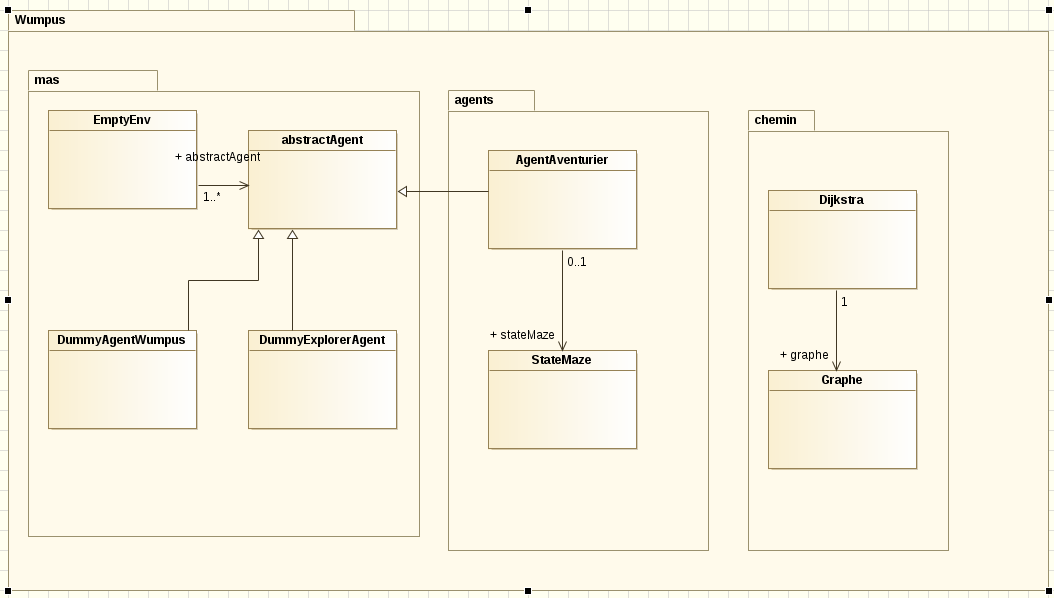 Wumpus
mas
EmptyEnv
+ abstractAgent
1..*
abstractAgent
DummyAgentWumpus
DummyExplorerAgent
agents
AgentAventurier
0..1
+ stateMaze
StateMaze
chemin
Dijkstra
1
+ graphe
Graphe